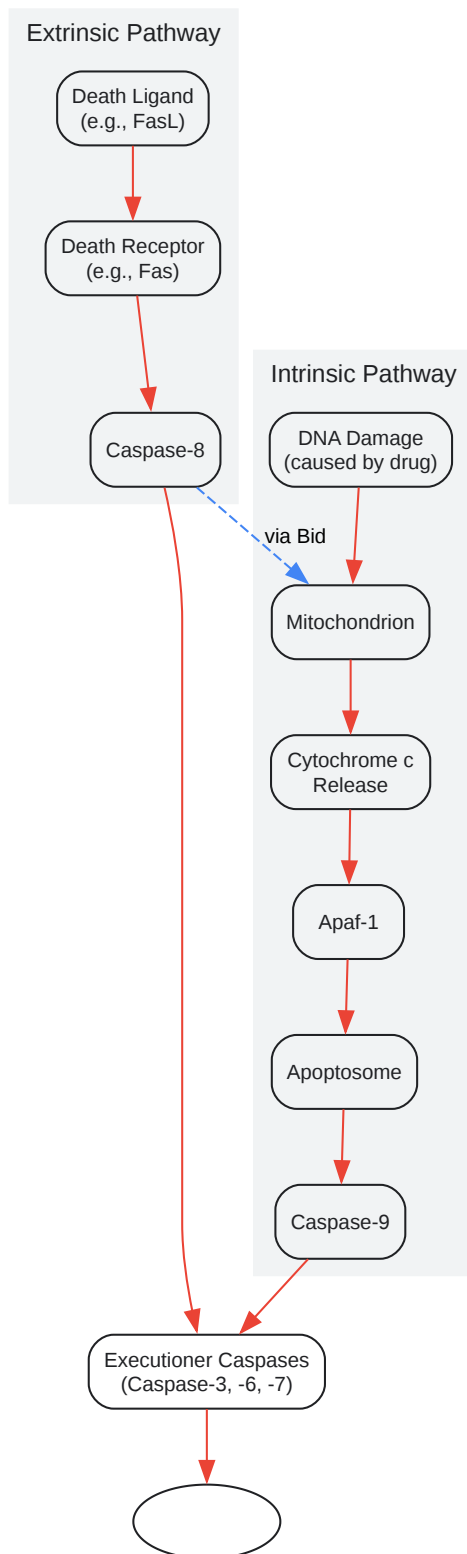 Extrinsic Pathway
Death Ligand
(e.g., FasL)
Death Receptor
(e.g., Fas)
Caspase-8
Intrinsic Pathway
DNA Damage
(caused by drug)
via Bid
Mitochondrion
Cytochrome c
Release
Apaf-1
Apoptosome
Caspase-9
Executioner Caspases
(Caspase-3, -6, -7)